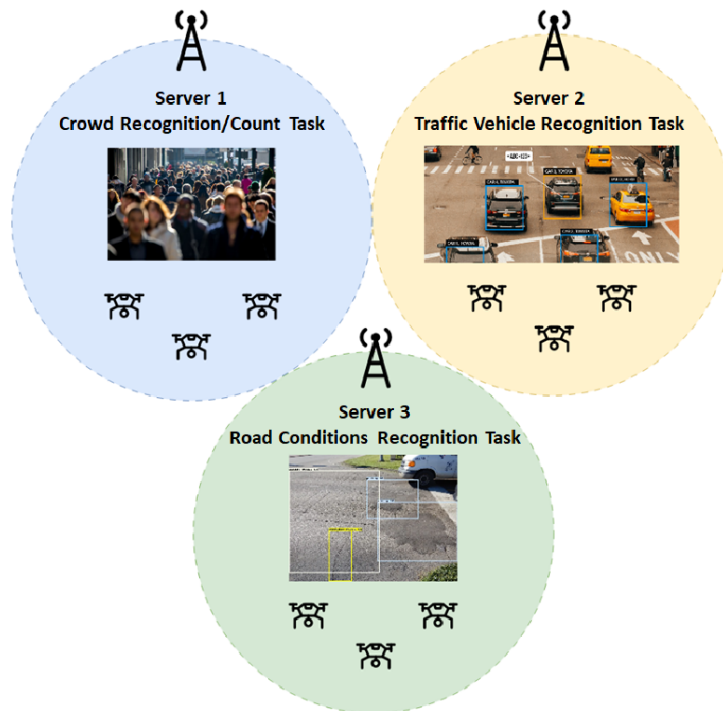 Server 1
Crowd Recognition/Count Task
Server 2
Traffic Vehicle Recognition Task
Server 3
Road Conditions Recognition Task